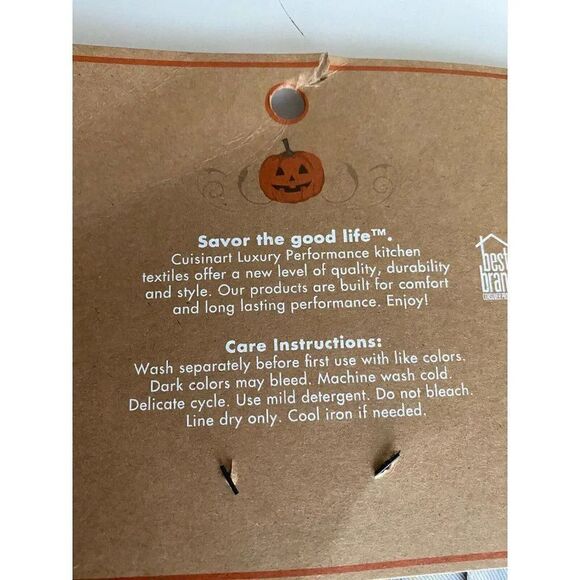 Savor the good life™.
Cuisinart Luxury Performance kitchen
textiles offer a new level of quality, durability
and style. Our products are built for comfort
and long lasting performance. Enjoy!
Care Instructions:
Wash separately before first use with like colors.
Dark colors may bleed. Machine wash cold.
Delicate cycle. Use mild detergent. Do not bleach.
Line dry only. Cool iron if needed.
best
bran
CONSUMER